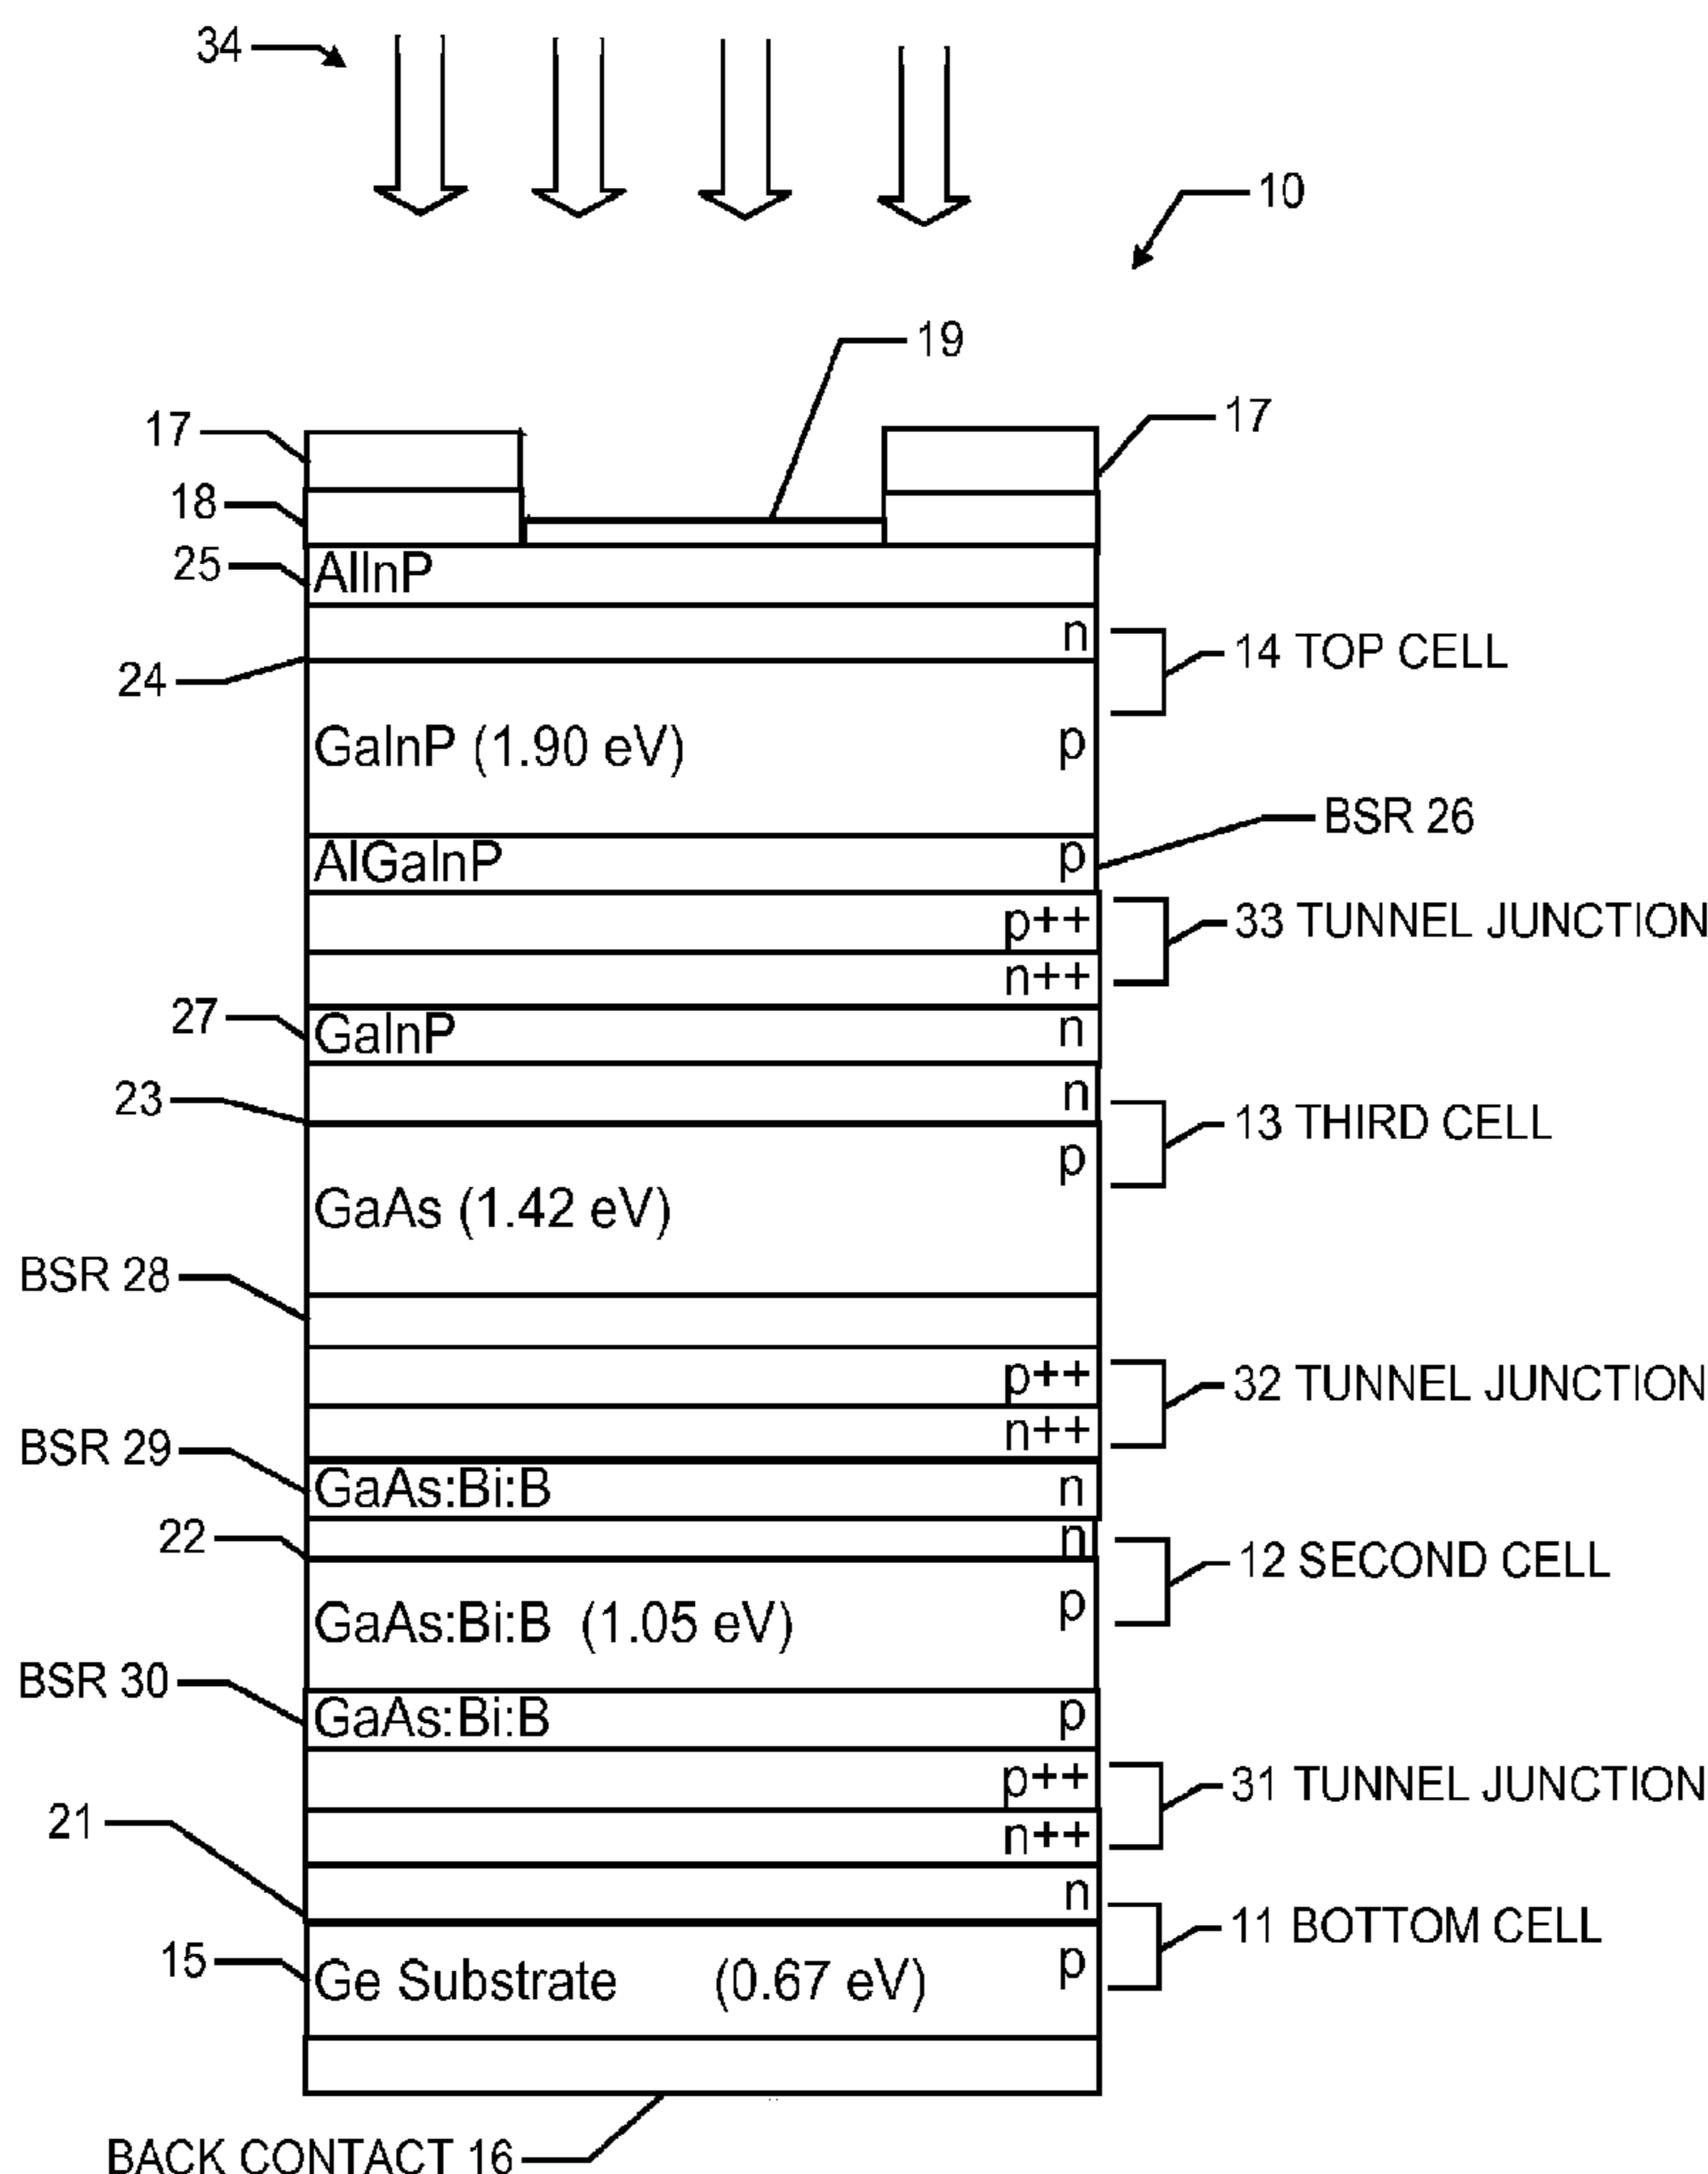 34
10
19
17
17
18
25
AlInP
n
14 TOP CELL
24
GaInP (1.90 eV)
p
BSR 26
AlGaInP
p
p++
33 TUNNEL JUNCTION
n++
27
GaInP
n
23
n
13 THIRD CELL
p
GaAs (1.42 eV)
BSR 28
p++
32 TUNNEL JUNCTION
n++
BSR 29
GaAs:Bi:B
n
22
n
12 SECOND CELL
GaAs:Bi:B (1.05 eV)
p
BSR 30
GaAs:Bi:B
p
p++
31 TUNNEL JUNCTION
21
n++
n
11 BOTTOM CELL
15
Ge Substrate (0.67 eV)
p
BACK CONTACT 16